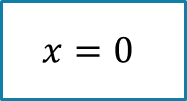 x = 0